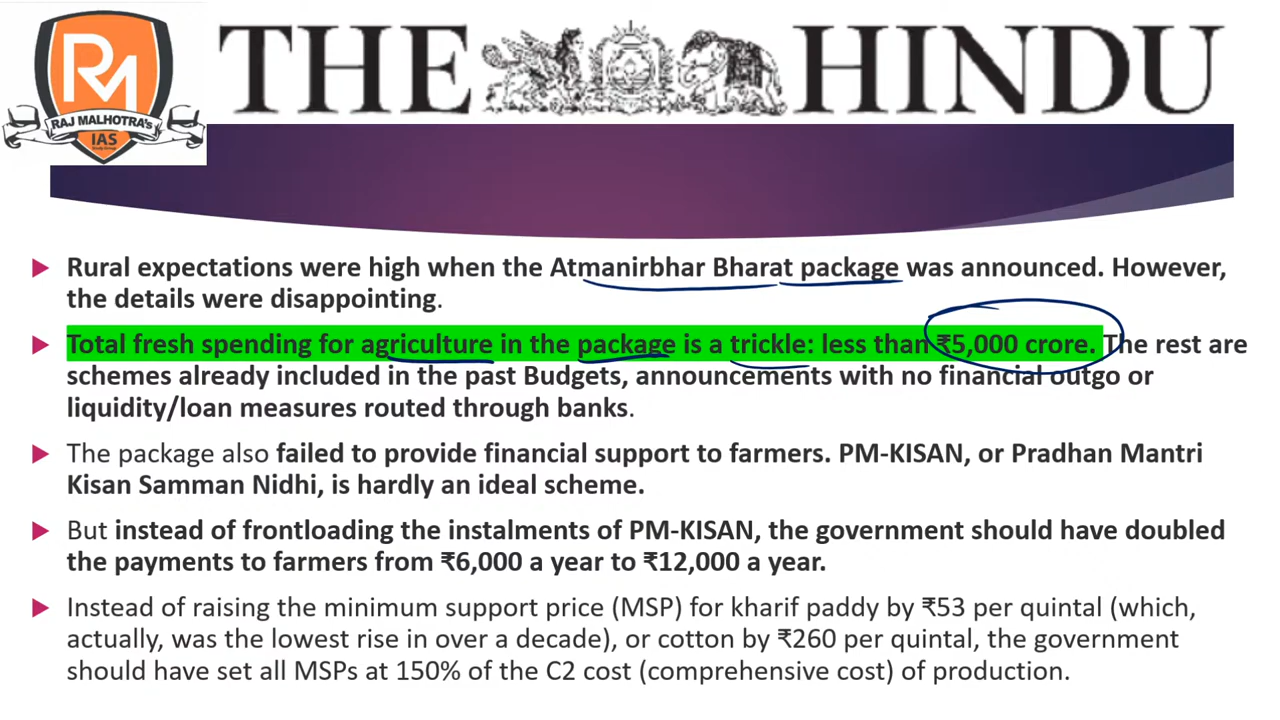 RM
RAJ MALHOTRA'S
IAS
THE HINDU
Rural expectations were high when the Atmanirbhar Bharat package was announced. However,
the details were disappointing.
Total fresh spending for agriculture in the package is a trickle: less than ₹5,000 crore. The rest are
schemes already included in the past Budgets, announcements with no financial outgo or
liquidity/loan measures routed through banks.
The package also failed to provide financial support to farmers. PM-KISAN, or Pradhan Mantri
Kisan Samman Nidhi, is hardly an ideal scheme.
But instead of frontloading the instalments of PM-KISAN, the government should have doubled
the payments to farmers from ₹6,000 a year to ₹12,000 a year.
Instead of raising the minimum support price (MSP) for kharif paddy by ₹53 per quintal (which,
actually, was the lowest rise in over a decade), or cotton by ₹260 per quintal, the government
should have set all MSPs at 150% of the C2 cost (comprehensive cost) of production.